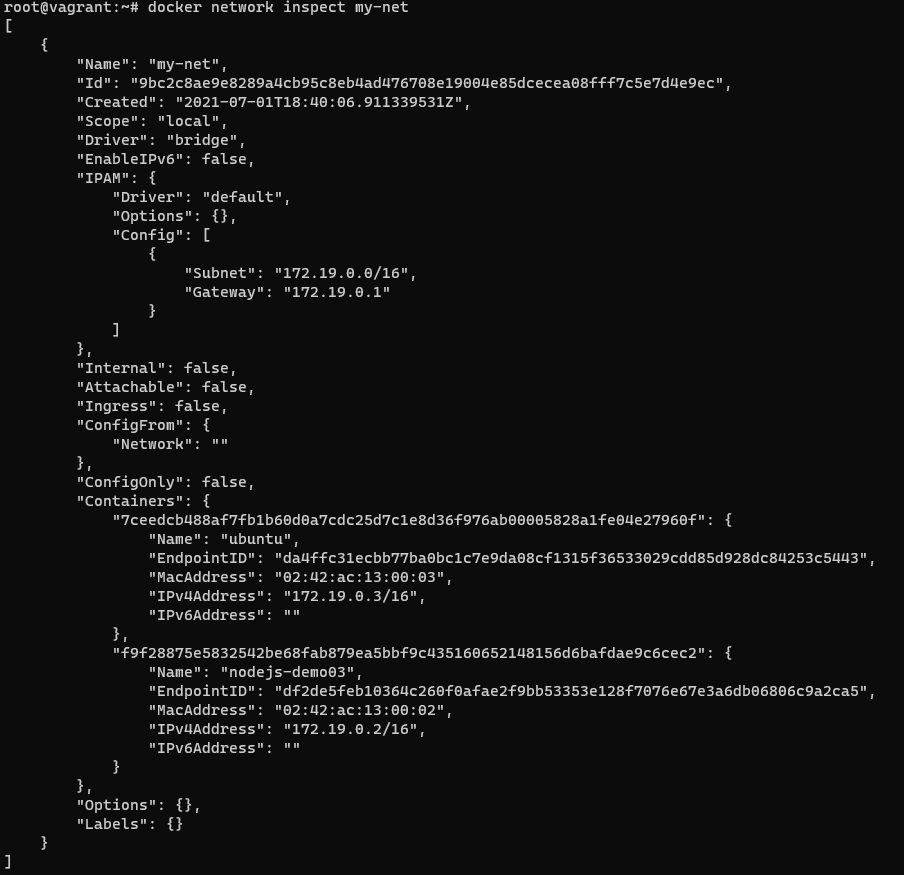 root@vagrant:~# docker network inspect my-net
[
    {
        "Name": "my-net",
        "Id": "9bc2c8ae9e8289a4cb95c8eb4ad476708e19004e85dcecea08fff7c5e7d4e9ec",
        "Created": "2021-07-01T18:40:06.911339531Z",
        "Scope": "local",
        "Driver": "bridge",
        "EnableIPv6": false,
        "IPAM": {
            "Driver": "default",
            "Options": {},
            "Config": [
                {
                    "Subnet": "172.19.0.0/16",
                    "Gateway": "172.19.0.1"
                }
            ]
        },
        "Internal": false,
        "Attachable": false,
        "Ingress": false,
        "ConfigFrom": {
            "Network": ""
        },
        "ConfigOnly": false,
        "Containers": {
            "7ceedcb488af7fb1b60d0a7cdc25d7c1e8d36f976ab00005828a1fe04e27960f": {
                "Name": "ubuntu",
                "EndpointID": "da4ffc31ecbb77ba0bc1c7e9da08cf1315f36533029cdd85d928dc84253c5443",
                "MacAddress": "02:42:ac:13:00:03",
                "IPv4Address": "172.19.0.3/16",
                "IPv6Address": ""
            },
            "f9f28875e5832542be68fab879ea5bbf9c435160652148156d6bafdae9c6cec2": {
                "Name": "nodejs-demo03",
                "EndpointID": "df2de5feb10364c260f0afae2f9bb53353e128f7076e67e3a6db06806c9a2ca5",
                "MacAddress": "02:42:ac:13:00:02",
                "IPv4Address": "172.19.0.2/16",
                "IPv6Address": ""
            }
        },
        "Options": {},
        "Labels": {}
    }
]